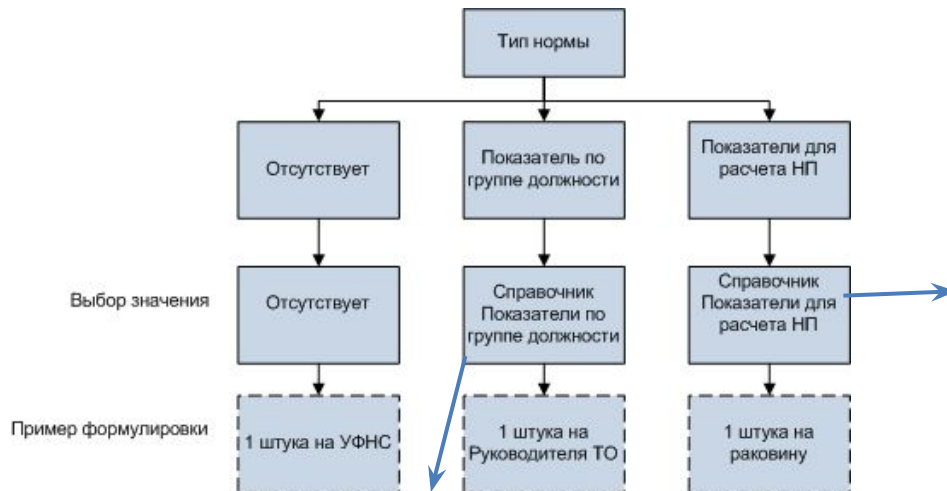 Тип нормы
Отсутствует
Показатель по
группе должности
Показатели для
расчета НП
Выбор значения
Отсутствует
Справочник
Показатели по
группе должности
Справочник
Показатели для
расчета НП
Пример формулировки
1 штука на УФНС
1 штука на
Руководителя ТО
1 штука на
раковину